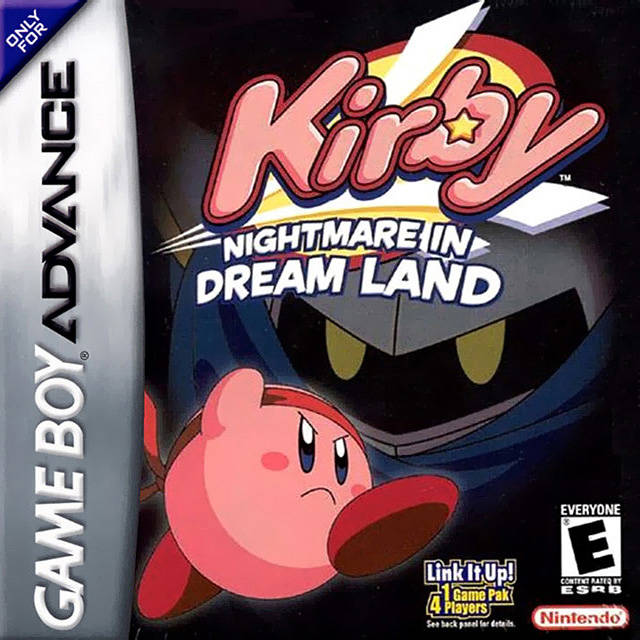 ONLY
FOR
GAME BOY ADVANCE
®
Kirby
TM
NIGHTMARE IN
DREAM LAND
EVERYONE
E
®
CONTENT RATED BY
ESRB
Link It Up!
1 Game Pak
4 Players
See back panel for details.
Nintendo®